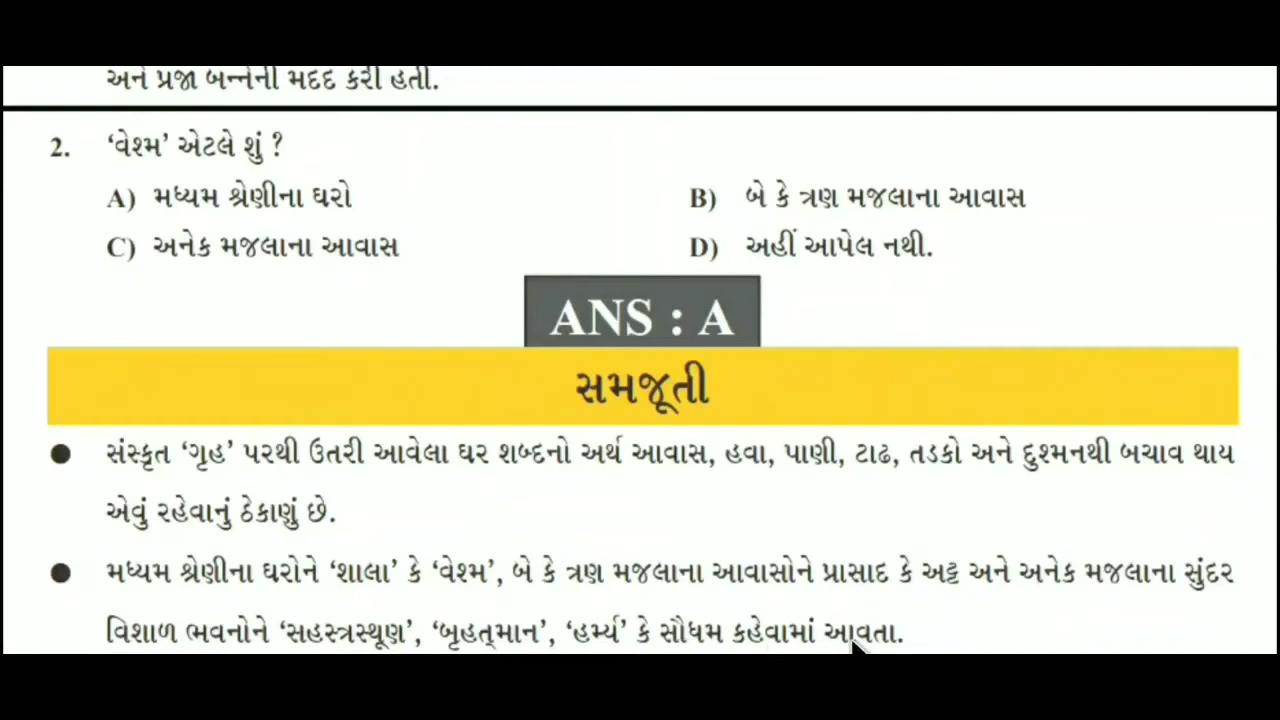 અને પ્રજા બન્નેની મદદ કરી હતી.
2. ‘વેશ્મ’ એટલે શું ?
A) મધ્યમ શ્રેણીના ઘરો B) બે કે ત્રણ મજલાના આવાસ
C) અનેક મજલાના આવાસ D) અહીં આપેલ નથી.
ANS : A
સમજૂતી
● સંસ્કૃત ‘ગૃહ’ પરથી ઉતરી આવેલા ઘર શબ્દનો અર્થ આવાસ, હવા, પાણી, ટાઢ, તડકો અને દુશ્મનથી બચાવ થાય
એવું રહેવાનું ઠેકાણું છે.
● મધ્યમ શ્રેણીના ઘરોને ‘શાલા’ કે ‘વેશ્મ’, બે કે ત્રણ મજલાના આવાસોને પ્રાસાદ કે અટ્ટ અને અનેક મજલાના સુંદર
વિશાળ ભવનોને ‘સહસ્ત્રસ્થૂણ’, ‘બૃહત્‌માન’, ‘હર્મ્ય’ કે સૌધમ કહેવામાં આવતા.